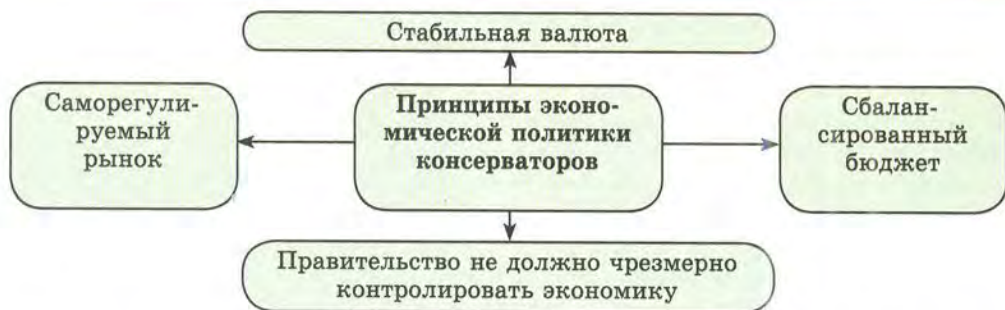 Стабильная валюта
Саморегули-
руемый
рынок
Принципы эконо-
мической политики
консерваторов
Сбалан-
сированный
бюджет
Правительство не должно чрезмерно
контролировать экономику